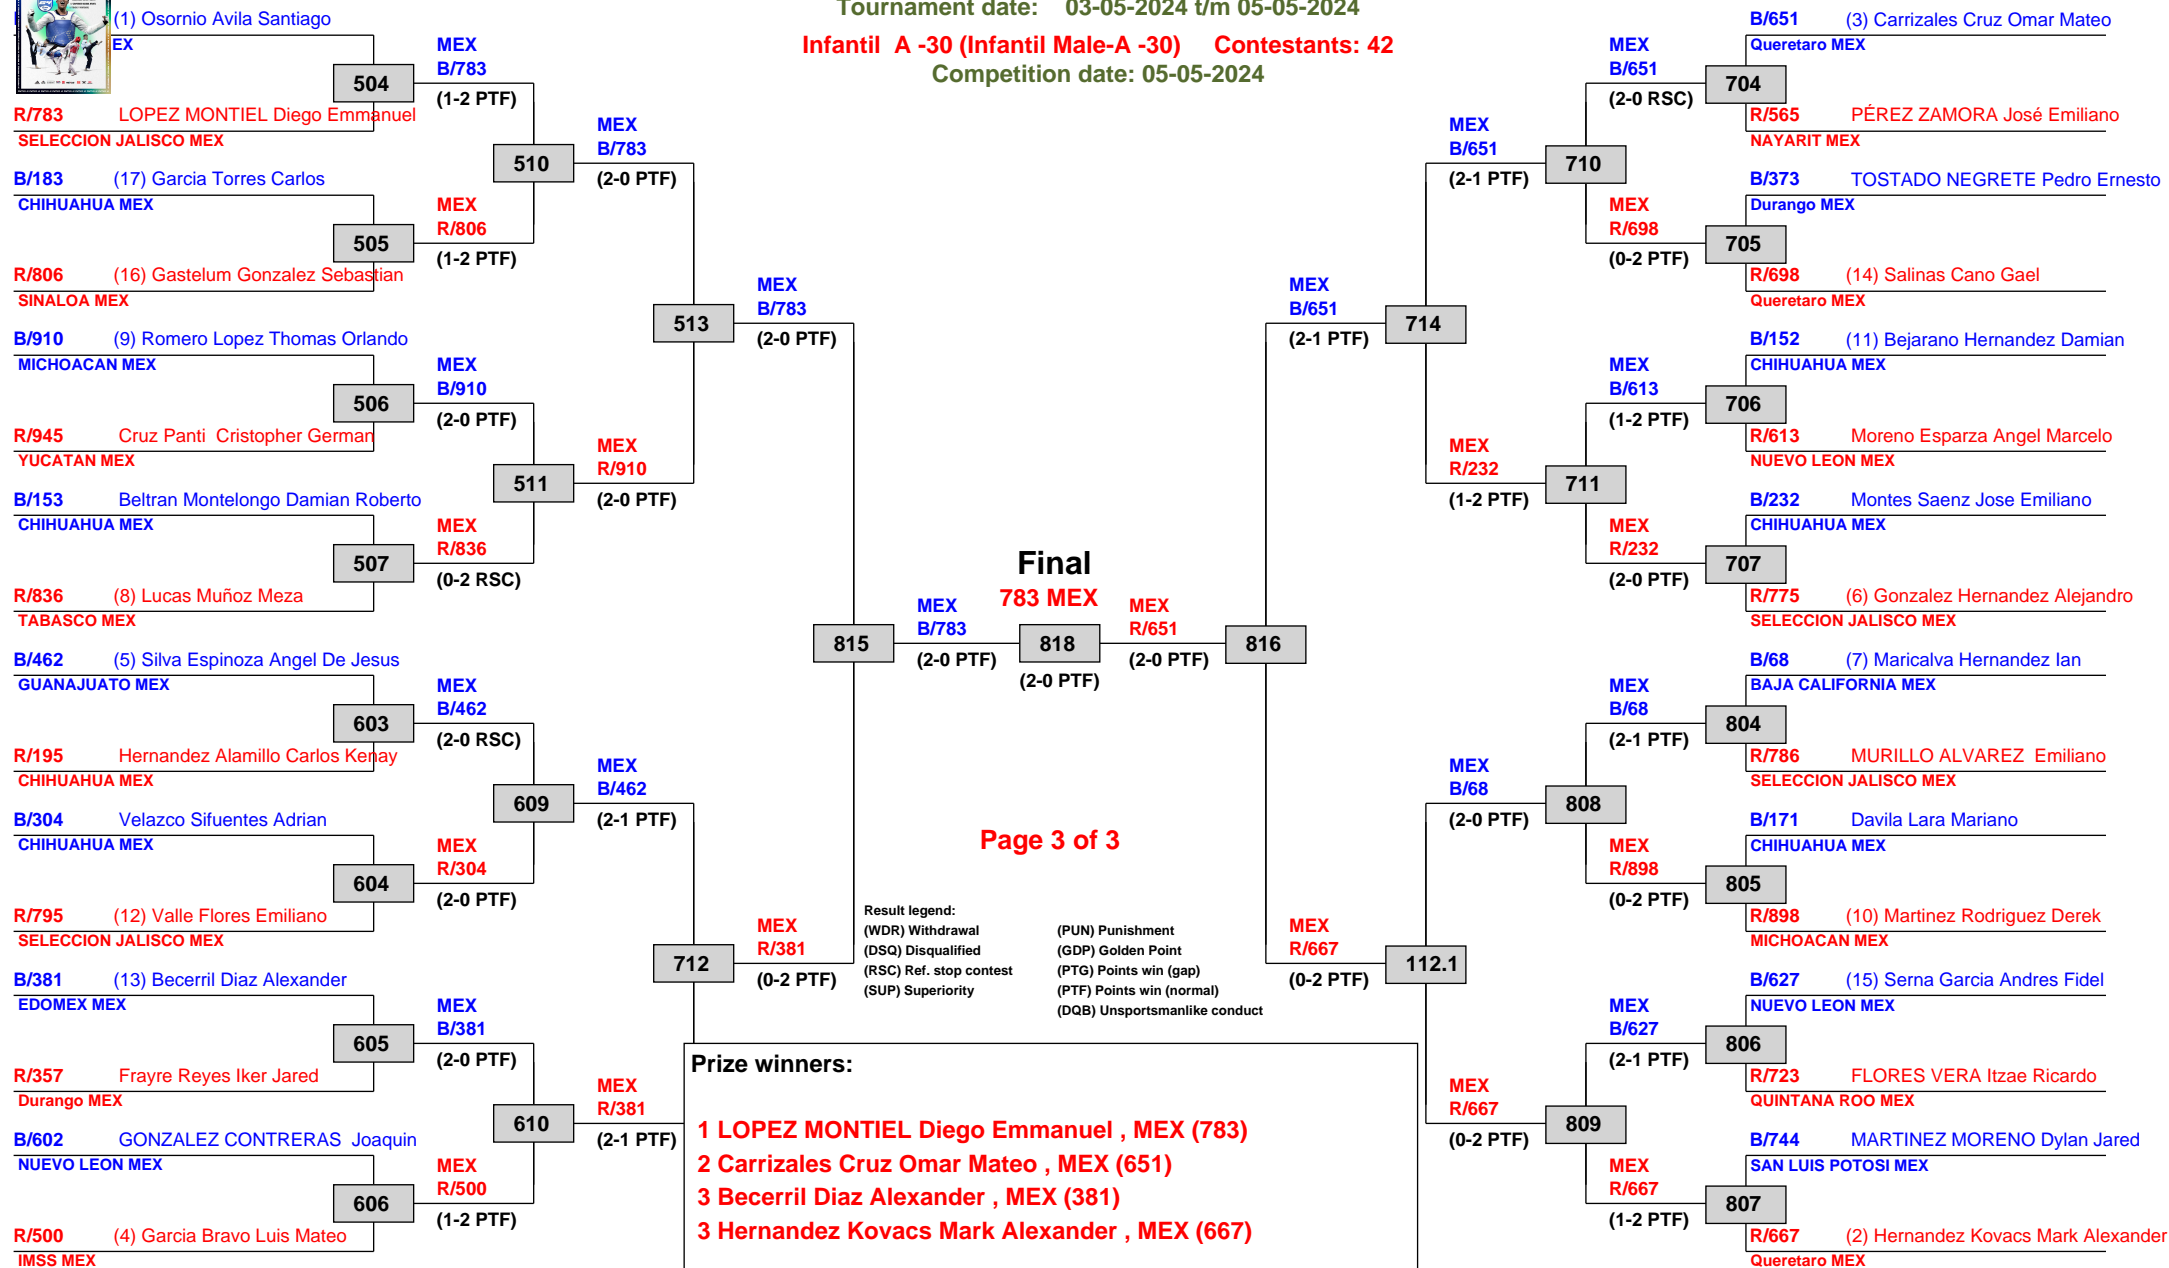 Tournament date: 03-05-2024 t/m 05-05-2024
Infantil A -30 (Infantil Male-A -30) Contestants: 42
Competition date: 05-05-2024
(1) Osornio Avila Santiago
EX
504
R/783 LOPEZ MONTIEL Diego Emmanuel
SELECCION JALISCO MEX
B/183 (17) Garcia Torres Carlos
CHIHUAHUA MEX
505
R/806 (16) Gastelum Gonzalez Sebastian
SINALOA MEX
B/910 (9) Romero Lopez Thomas Orlando
MICHOACAN MEX
506
R/945 Cruz Panti Cristopher German
YUCATAN MEX
B/153 Beltran Montelongo Damian Roberto
CHIHUAHUA MEX
507
R/836 (8) Lucas Muñoz Meza
TABASCO MEX
B/462 (5) Silva Espinoza Angel De Jesus
GUANAJUATO MEX
603
R/195 Hernandez Alamillo Carlos Kenay
CHIHUAHUA MEX
B/304 Velazco Sifuentes Adrian
CHIHUAHUA MEX
604
R/795 (12) Valle Flores Emiliano
SELECCION JALISCO MEX
B/381 (13) Becerril Diaz Alexander
EDOMEX MEX
605
R/357 Frayre Reyes Iker Jared
Durango MEX
B/602 GONZALEZ CONTRERAS Joaquin
NUEVO LEON MEX
606
R/500 (4) Garcia Bravo Luis Mateo
IMSS MEX
MEX
B/783
(1-2 PTF)
510
MEX
R/806
(1-2 PTF)
MEX
B/910
(2-0 PTF)
511
MEX
R/836
(0-2 RSC)
MEX
B/462
(2-0 RSC)
609
MEX
R/304
(2-0 PTF)
MEX
B/381
(2-0 PTF)
610
MEX
R/500
(1-2 PTF)
MEX
B/783
(2-0 PTF)
513
MEX
R/910
(2-0 PTF)
MEX
B/462
(2-1 PTF)
712
MEX
R/381
(2-1 PTF)
MEX
B/783
(2-0 PTF)
815
MEX
R/381
(0-2 PTF)
MEX
B/783
(2-0 PTF)
Final
783 MEX
818
(2-0 PTF)
MEX
R/651
(2-0 PTF)
816
Page 3 of 3
Result legend:
(WDR) Withdrawal
(DSQ) Disqualified
(RSC) Ref. stop contest
(SUP) Superiority
(PUN) Punishment
(GDP) Golden Point
(PTG) Points win (gap)
(PTF) Points win (normal)
(DQB) Unsportsmanlike conduct
Prize winners:
1 LOPEZ MONTIEL Diego Emmanuel , MEX (783)
2 Carrizales Cruz Omar Mateo , MEX (651)
3 Becerril Diaz Alexander , MEX (381)
3 Hernandez Kovacs Mark Alexander , MEX (667)
MEX
B/651
(2-1 PTF)
714
MEX
R/667
(0-2 PTF)
112.1
MEX
B/651
(2-1 PTF)
710
MEX
R/232
(1-2 PTF)
711
MEX
B/68
(2-0 PTF)
808
MEX
R/667
(0-2 PTF)
809
MEX
B/651
(2-0 RSC)
704
MEX
R/698
(0-2 PTF)
705
MEX
B/613
(1-2 PTF)
706
MEX
R/232
(2-0 PTF)
707
MEX
B/68
(2-1 PTF)
804
MEX
R/898
(0-2 PTF)
805
MEX
B/627
(2-1 PTF)
806
MEX
R/667
(1-2 PTF)
807
B/651 (3) Carrizales Cruz Omar Mateo
Queretaro MEX
R/565 PÉREZ ZAMORA José Emiliano
NAYARIT MEX
B/373 TOSTADO NEGRETE Pedro Ernesto
Durango MEX
R/698 (14) Salinas Cano Gael
Queretaro MEX
B/152 (11) Bejarano Hernandez Damian
CHIHUAHUA MEX
R/613 Moreno Esparza Angel Marcelo
NUEVO LEON MEX
B/232 Montes Saenz Jose Emiliano
CHIHUAHUA MEX
R/775 (6) Gonzalez Hernandez Alejandro
SELECCION JALISCO MEX
B/68 (7) Maricalva Hernandez Ian
BAJA CALIFORNIA MEX
R/786 MURILLO ALVAREZ Emiliano
SELECCION JALISCO MEX
B/171 Davila Lara Mariano
CHIHUAHUA MEX
R/898 (10) Martinez Rodriguez Derek
MICHOACAN MEX
B/627 (15) Serna Garcia Andres Fidel
NUEVO LEON MEX
R/723 FLORES VERA Itzae Ricardo
QUINTANA ROO MEX
B/744 MARTINEZ MORENO Dylan Jared
SAN LUIS POTOSI MEX
R/667 (2) Hernandez Kovacs Mark Alexander
Queretaro MEX